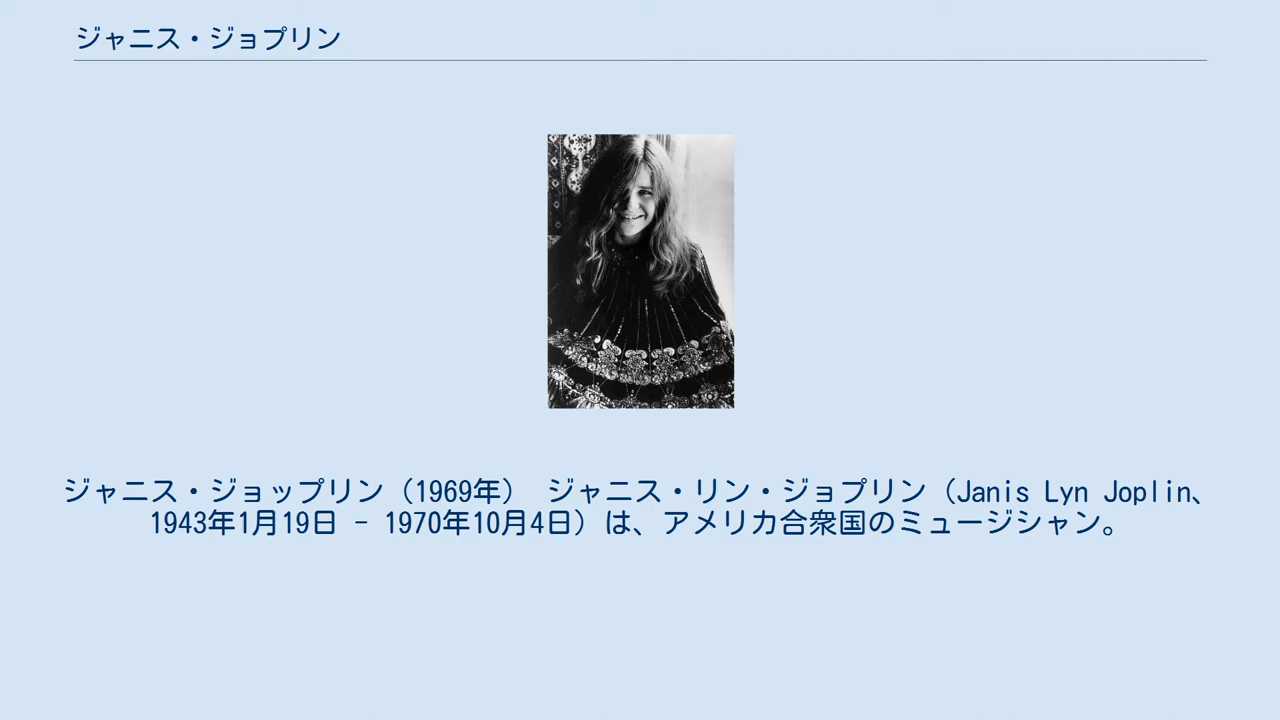 ジャニス・ジョプリン
ジャニス・ジョップリン（1969年） ジャニス・リン・ジョプリン（Janis Lyn Joplin、
1943年1月19日 - 1970年10月4日）は、アメリカ合衆国のミュージシャン。